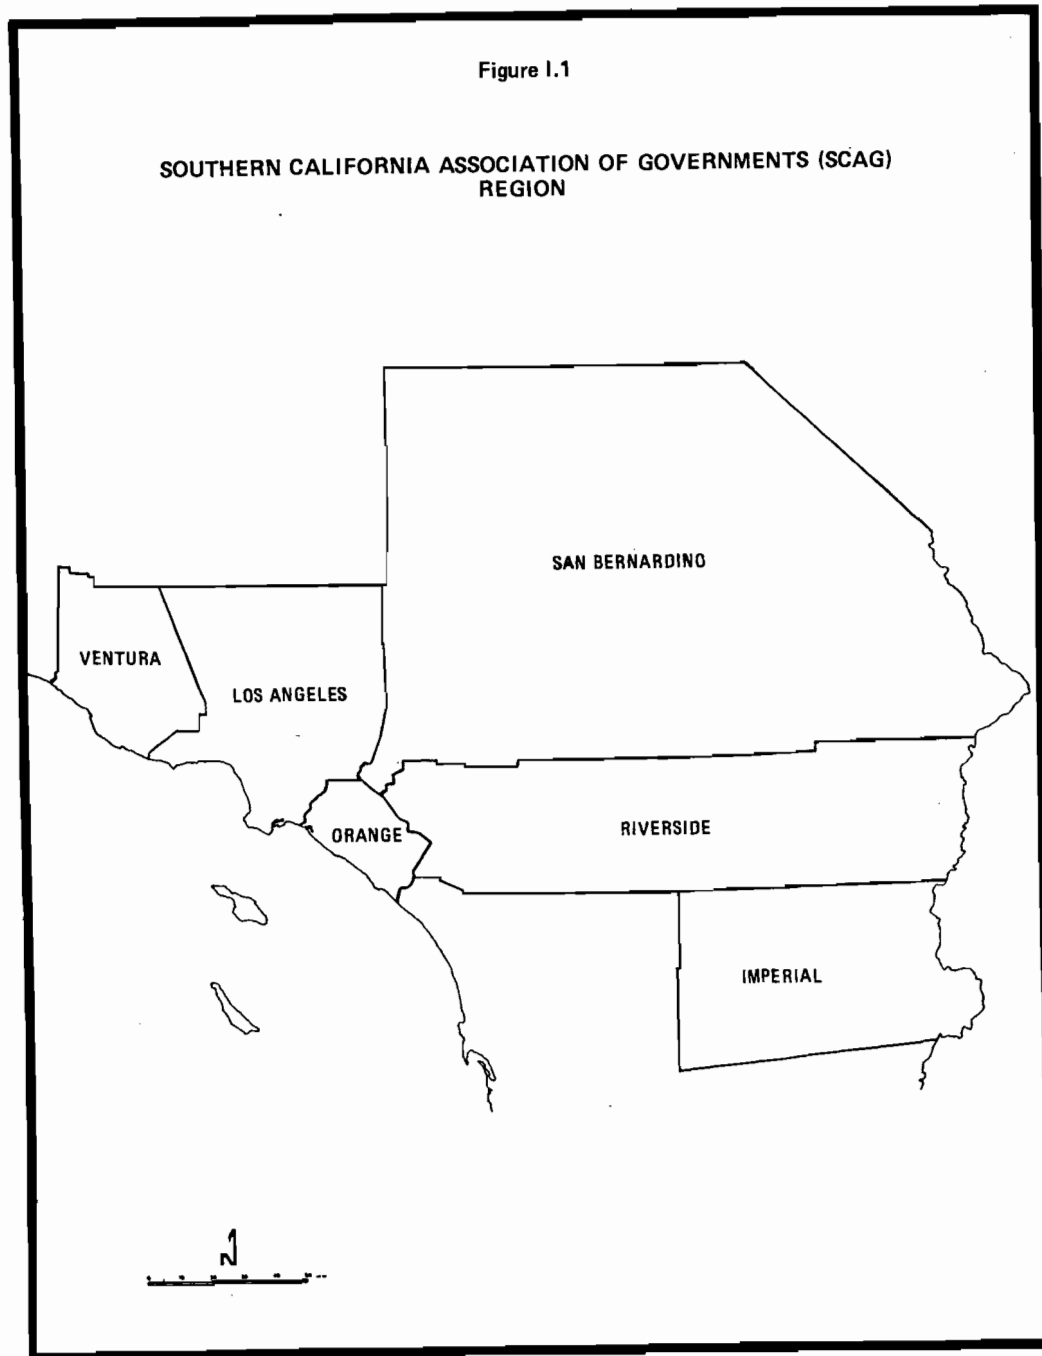 Figure I.1
SOUTHERN CALIFORNIA ASSOCIATION OF GOVERNMENTS (SCAG)
REGION
SAN BERNARDINO
VENTURA
LOS ANGELES
ORANGE
RIVERSIDE
IMPERIAL
N